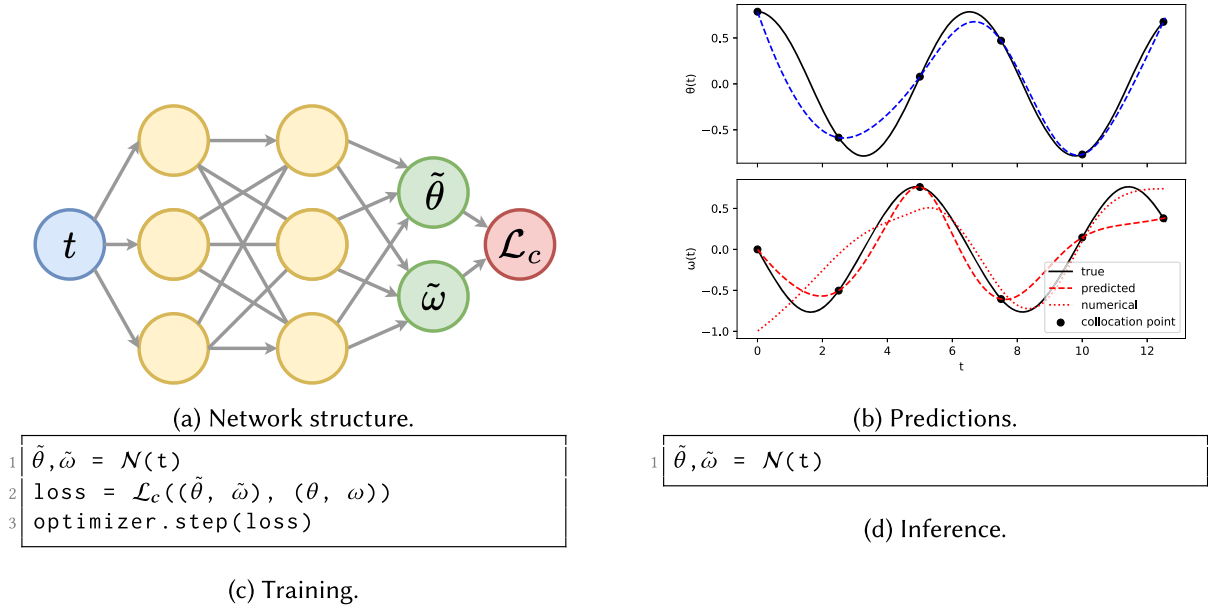 t
θ̃
ω̃
ℒc
(a) Network structure.
θ(t)
0.5
0.0
−0.5
ω(t)
0.5
0.0
−0.5
−1.0
true
predicted
numerical
collocation point
0 2 4 6 8 10 12
t
(b) Predictions.
1 θ̃,ω̃ = 𝒩(t)
2 loss = ℒc((θ̃, ω̃), (θ, ω))
3 optimizer.step(loss)
(c) Training.
1 θ̃,ω̃ = 𝒩(t)
(d) Inference.